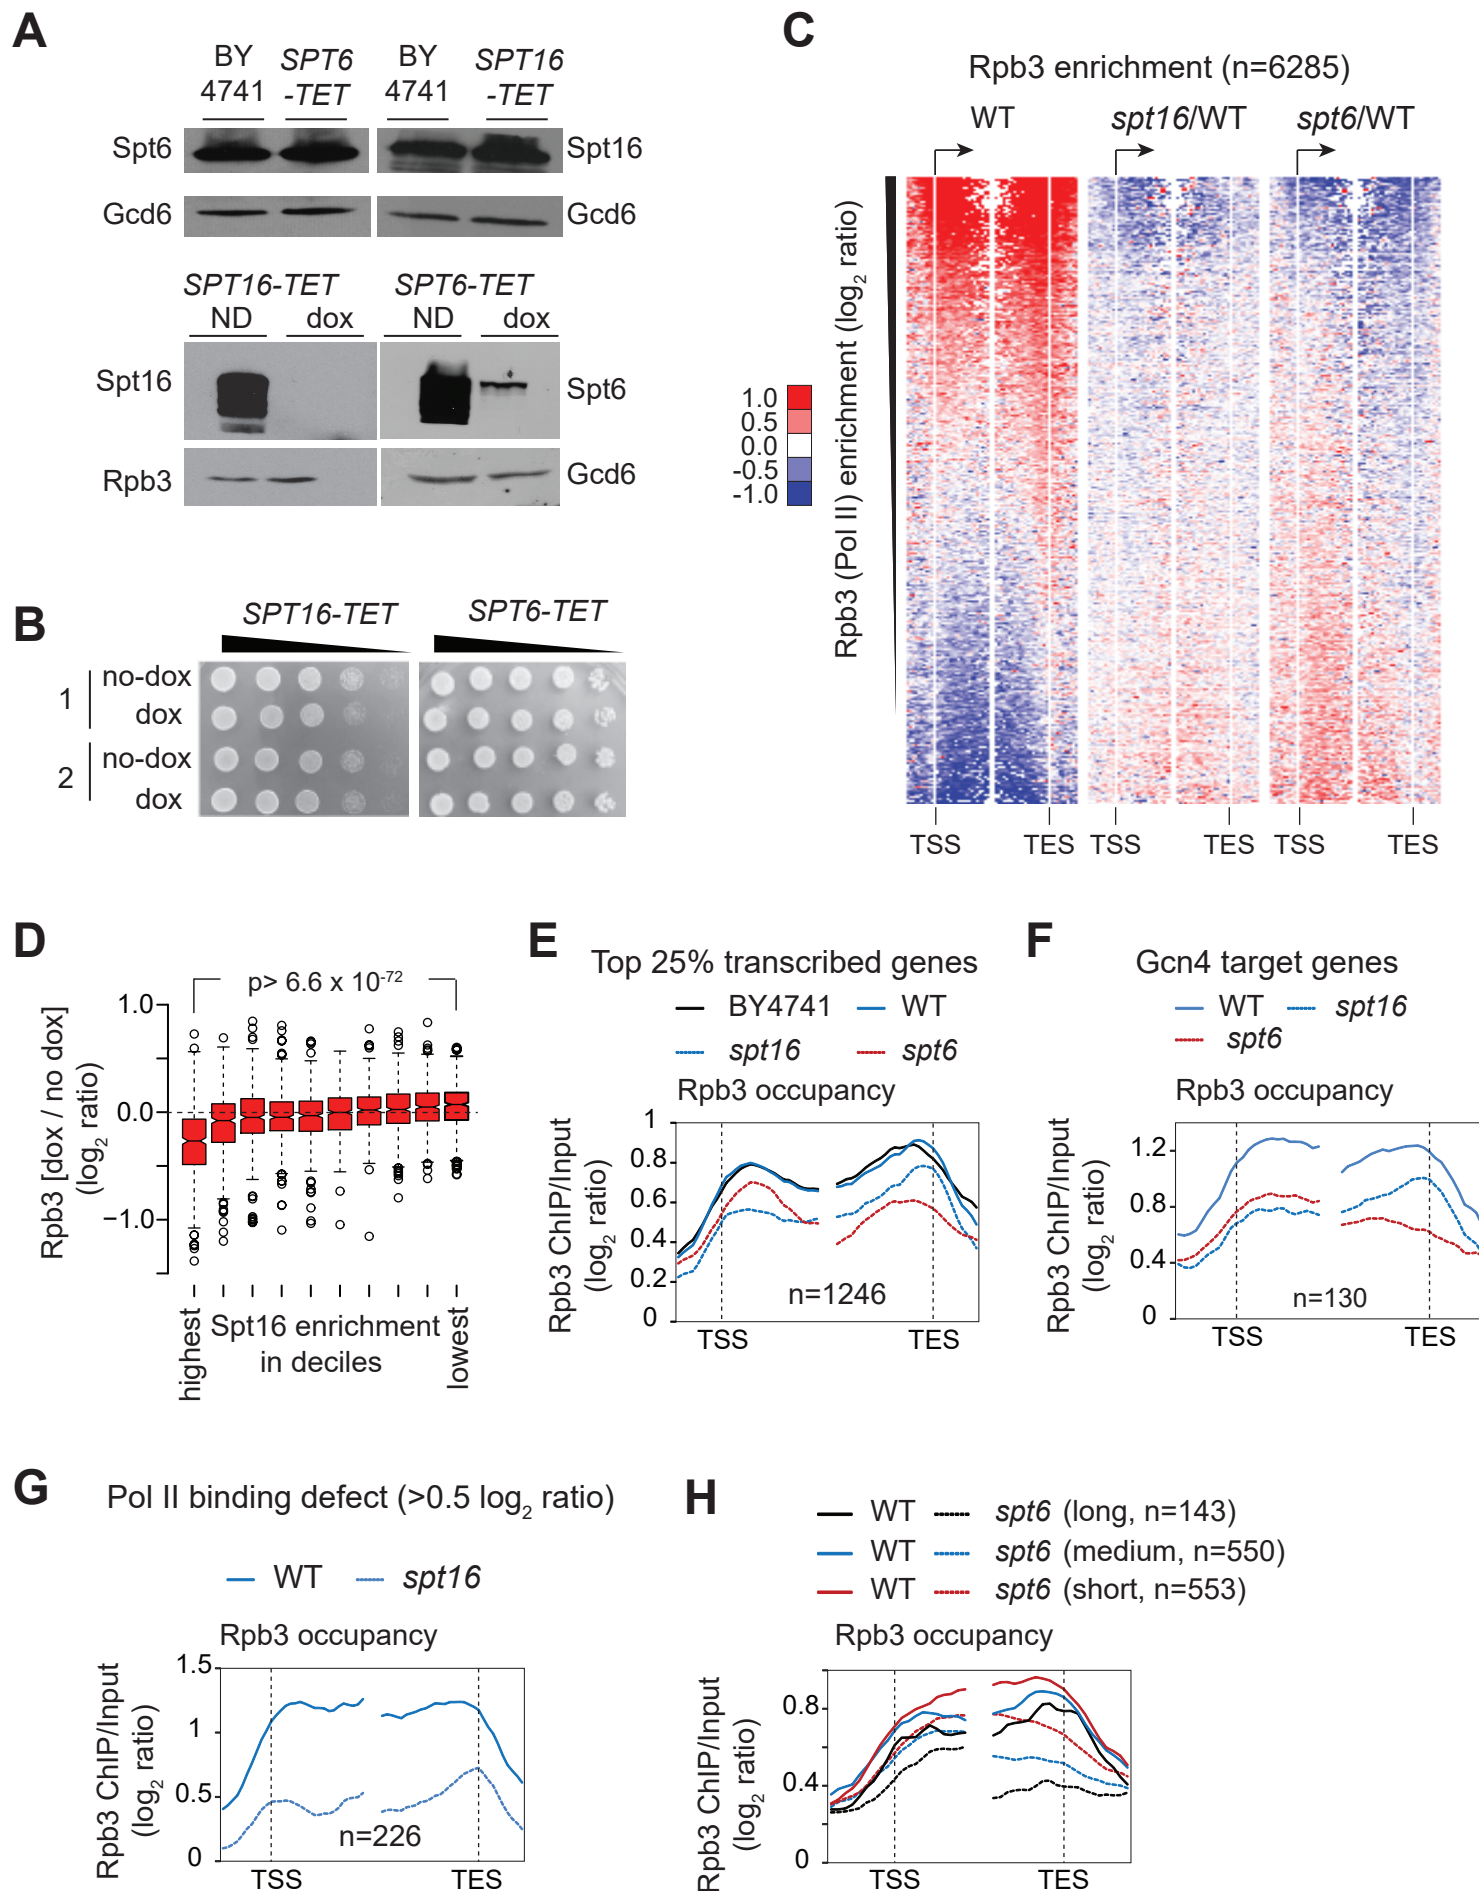 A
BY
4741
SPT6
-TET
BY
4741
SPT16
-TET
Spt6
Spt16
Gcd6
Gcd6
SPT16-TET
SPT6-TET
ND
dox
ND
dox
Spt16
Spt6
Rpb3
Gcd6
B
SPT16-TET
SPT6-TET
1
no-dox
dox
2
no-dox
dox
C
Rpb3 enrichment (n=6285)
WT
spt16/WT
spt6/WT
Rpb3 (Pol II) enrichment (log2 ratio)
1.0
0.5
0.0
-0.5
-1.0
TSS
TES
TSS
TES
TSS
TES
D
p> 6.6 x 10-72
Rpb3 [dox / no dox]
(log2 ratio)
1.0
0.0
−1.0
highest
Spt16 enrichment
in deciles
lowest
E
Top 25% transcribed genes
BY4741
WT
spt16
spt6
Rpb3 occupancy
Rpb3 ChIP/Input
(log2 ratio)
1
0.8
0.6
0.4
0.2
0
n=1246
TSS
TES
F
Gcn4 target genes
WT
spt16
spt6
Rpb3 occupancy
Rpb3 ChIP/Input
(log2 ratio)
1.2
0.8
0.4
0
n=130
TSS
TES
G
Pol II binding defect (>0.5 log2 ratio)
WT
spt16
Rpb3 occupancy
Rpb3 ChIP/Input
(log2 ratio)
1.5
1
0.5
0
n=226
TSS
TES
H
WT
spt6 (long, n=143)
WT
spt6 (medium, n=550)
WT
spt6 (short, n=553)
Rpb3 occupancy
Rpb3 ChIP/Input
(log2 ratio)
0.8
0.4
0
TSS
TES